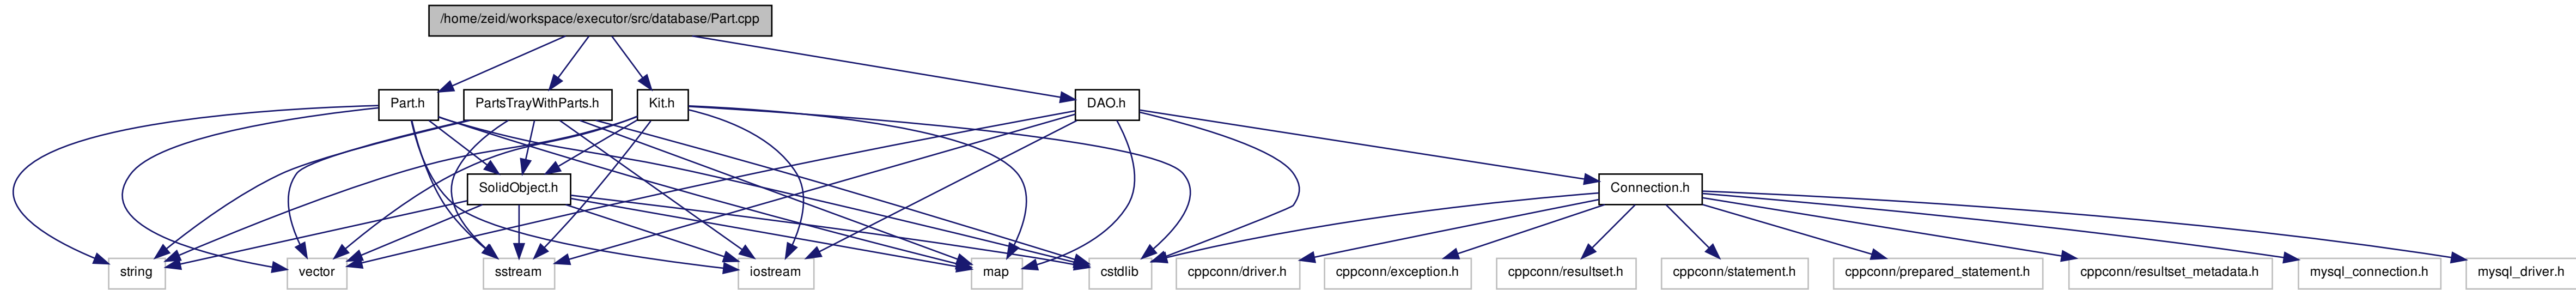 /home/zeid/workspace/executor/src/database/Part.cpp
Part.h
PartsTrayWithParts.h
Kit.h
DAO.h
SolidObject.h
Connection.h
string
vector
sstream
iostream
map
cstdlib
cppconn/driver.h
cppconn/exception.h
cppconn/resultset.h
cppconn/statement.h
cppconn/prepared_statement.h
cppconn/resultset_metadata.h
mysql_connection.h
mysql_driver.h